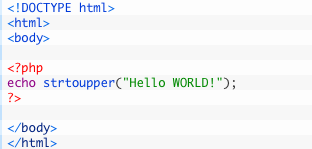 <!DOCTYPE html>
<html>
<body>
<?php
echo strtoupper("Hello WORLD!");
?>
</body>
</html>